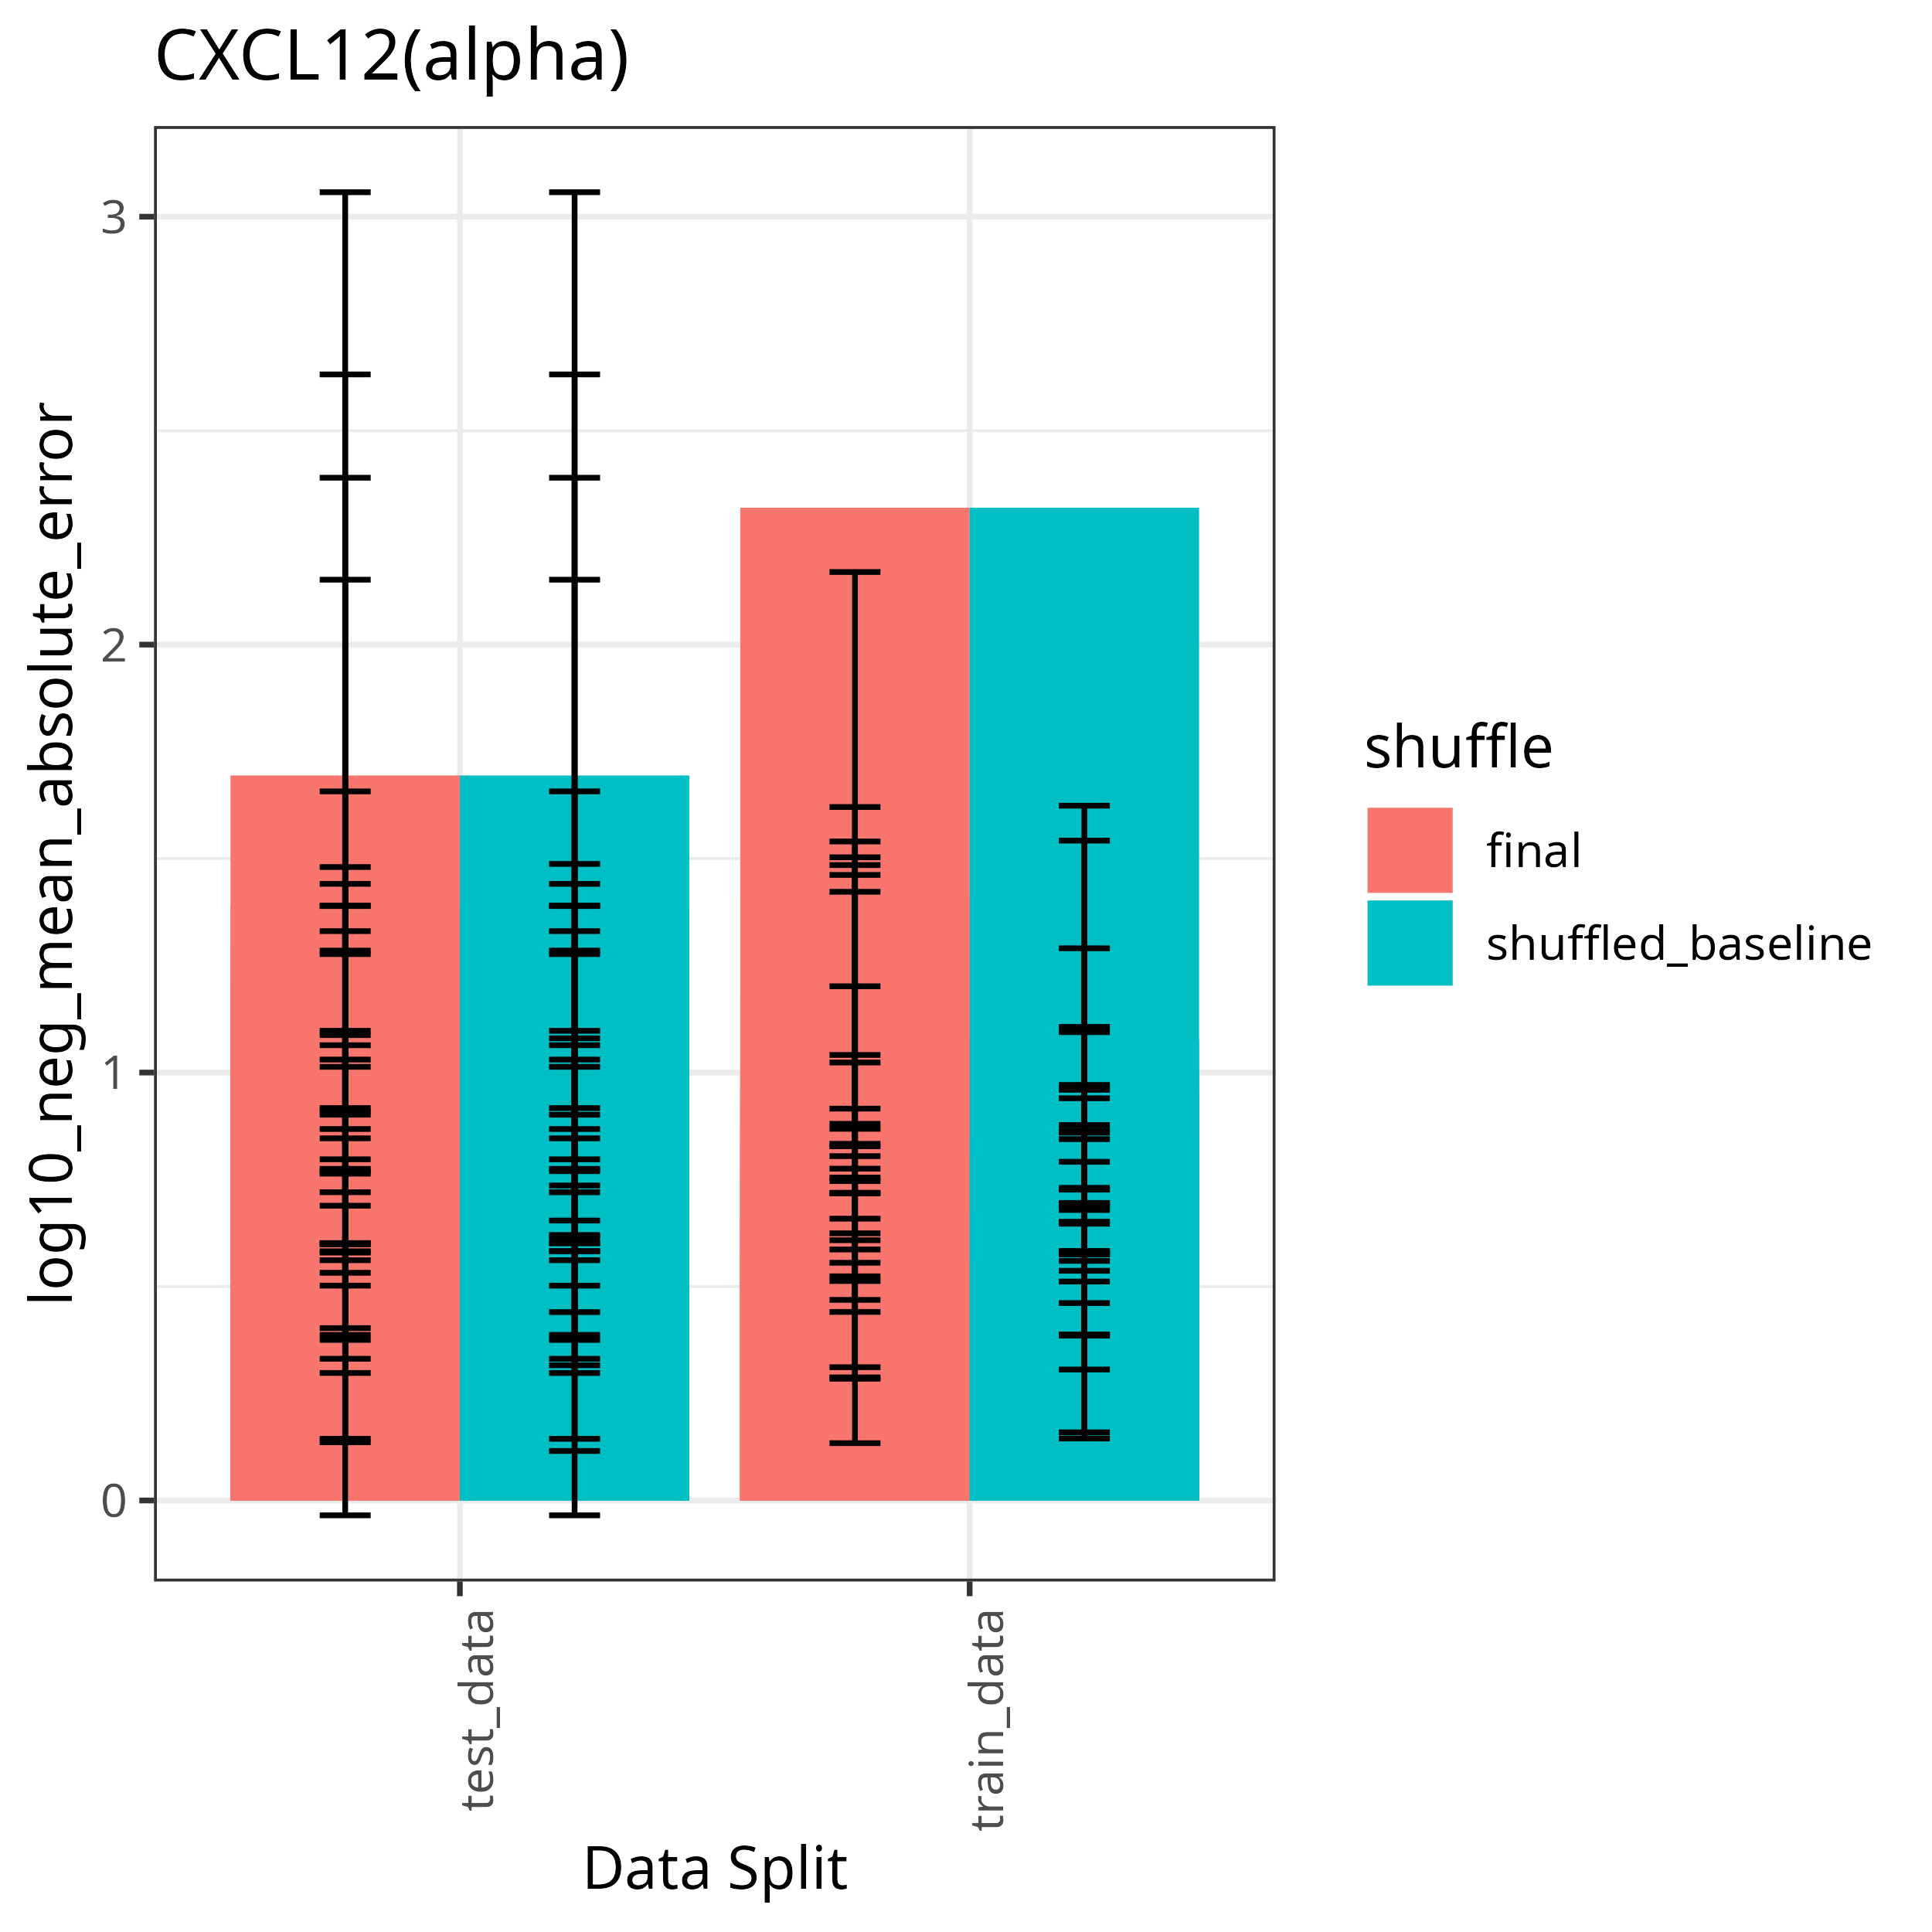 CXCL12(alpha)
log10_neg_mean_absolute_error
3
2
1
0
test_data
train_data
Data Split
shuffle
final
shuffled_baseline